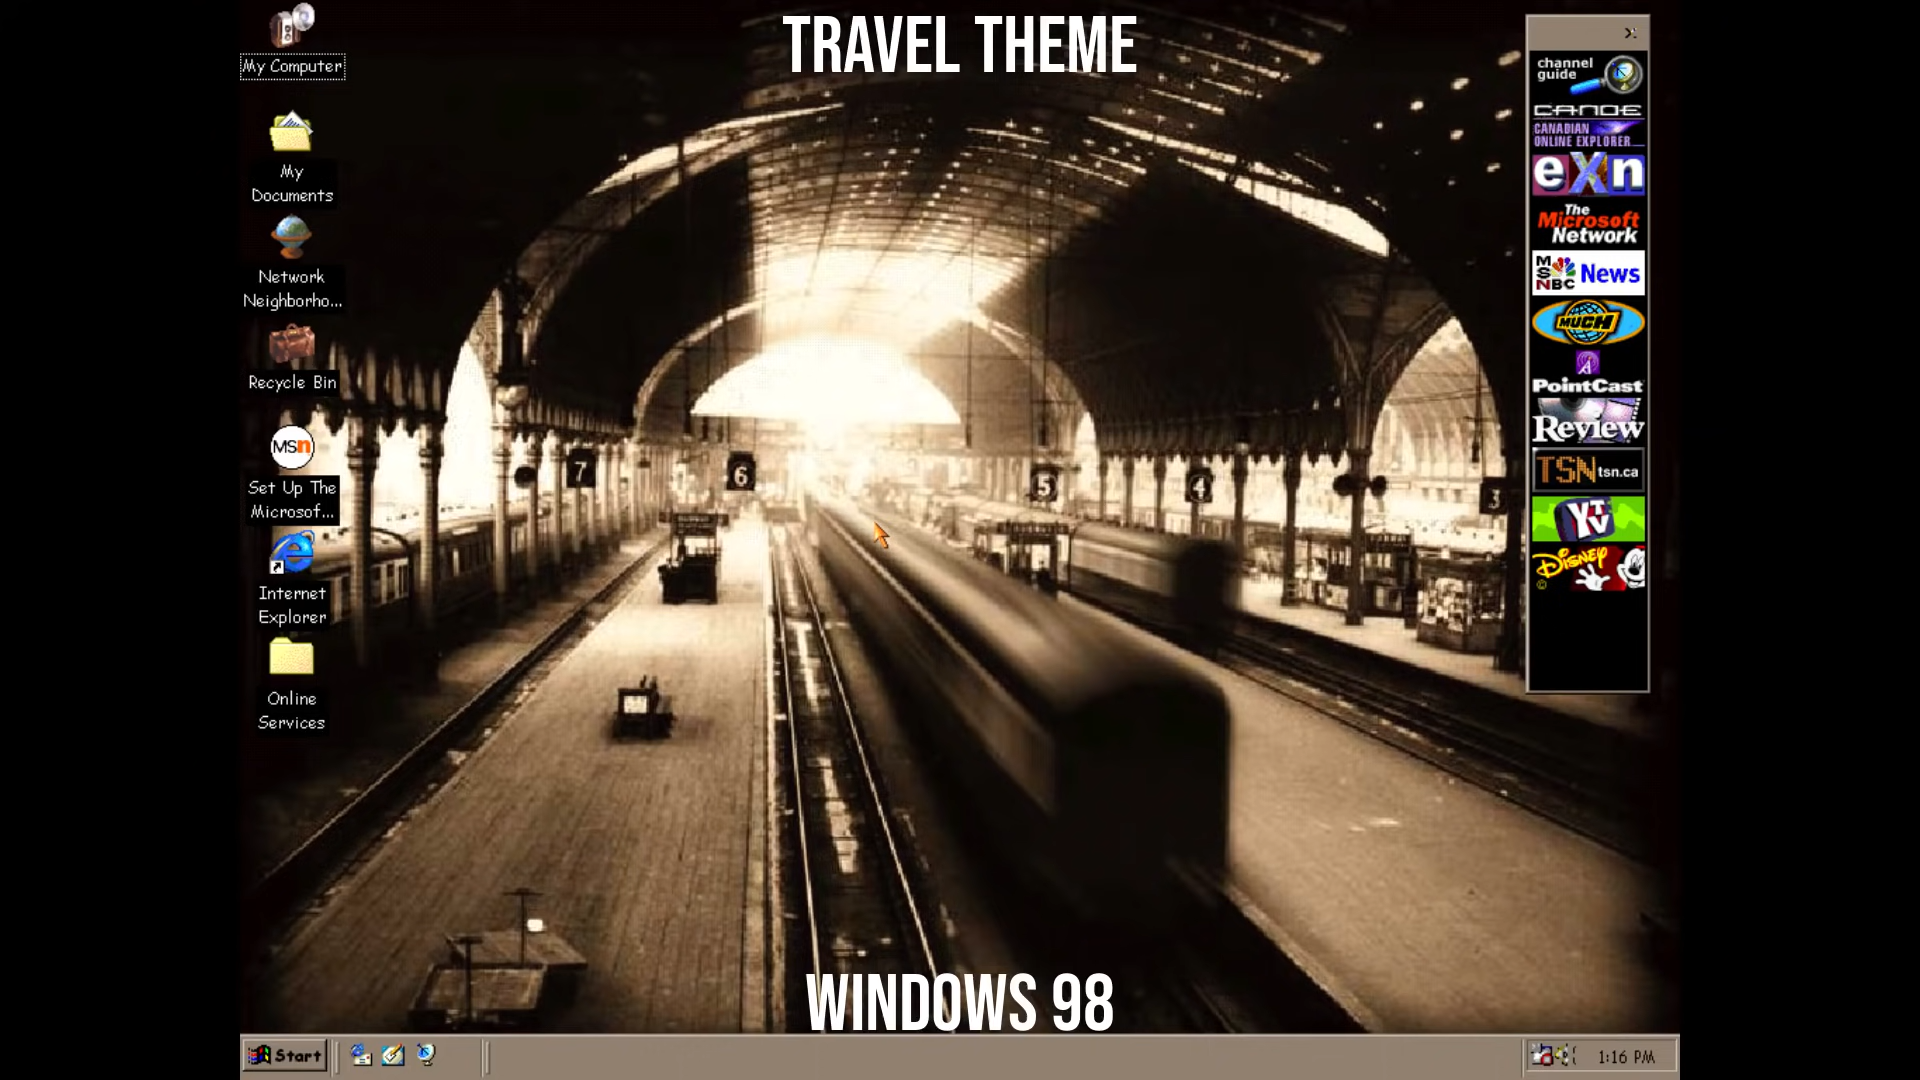 TRAVEL THEME
My Computer
My
Documents
Network
Neighborho...
Recycle Bin
MSn
Set Up The
Microsof...
Internet
Explorer
Online
Services
7
6
5
4
3
channel
guide
CANOE
CANADIAN
ONLINE EXPLORER
eXn
The
Microsoft
Network
MSNBC News
MUCH
PointCast
Review
TSN tsn.ca
YTV
DISNEY
©
WINDOWS 98
Start
1:16 PM